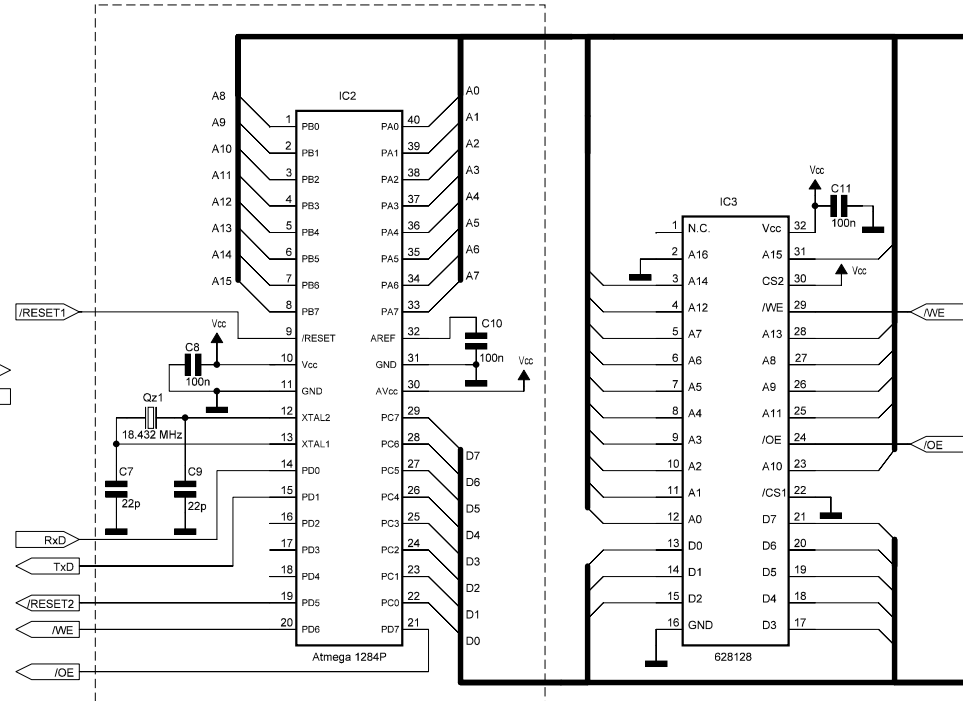 IC2
A8
A9
A10
A11
A12
A13
A14
A15
1 PB0
2 PB1
3 PB2
4 PB3
5 PB4
6 PB5
7 PB6
8 PB7
9 /RESET
10 Vcc
11 GND
12 XTAL2
13 XTAL1
14 PD0
15 PD1
16 PD2
17 PD3
18 PD4
19 PD5
20 PD6
PA0 40
PA1 39
PA2 38
PA3 37
PA4 36
PA5 35
PA6 34
PA7 33
AREF 32
GND 31
AVcc 30
PC7 29
PC6 28
PC5 27
PC4 26
PC3 25
PC2 24
PC1 23
PC0 22
PD7 21
Atmega 1284P
A0
A1
A2
A3
A4
A5
A6
A7
D7
D6
D5
D4
D3
D2
D1
D0
/RESET1
Vcc
C8
100n
Qz1
18.432 MHz
C7
22p
C9
22p
RxD
TxD
/RESET2
/WE
/OE
C10
100n
Vcc
IC3
1 N.C.
2 A16
3 A14
4 A12
5 A7
6 A6
7 A5
8 A4
9 A3
10 A2
11 A1
12 A0
13 D0
14 D1
15 D2
16 GND
Vcc 32
A15 31
CS2 30
/WE 29
A13 28
A8 27
A9 26
A11 25
/OE 24
A10 23
/CS1 22
D7 21
D6 20
D5 19
D4 18
D3 17
628128
Vcc
C11
100n
Vcc
/WE
/OE